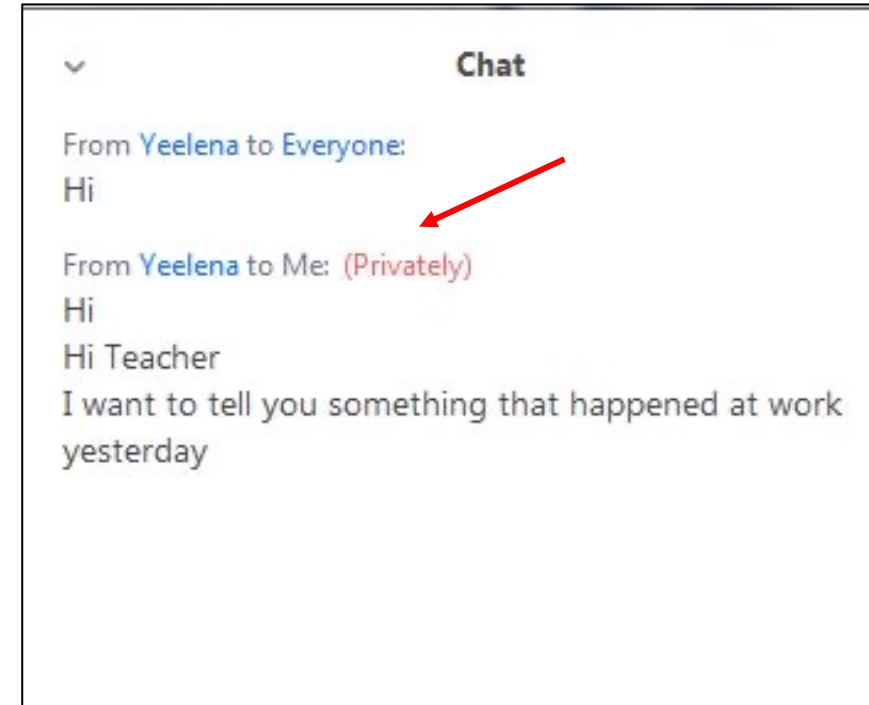 Chat
From Yeelena to Everyone:
Hi
From Yeelena to Me: (Privately)
Hi
Hi Teacher
I want to tell you something that happened at work
yesterday